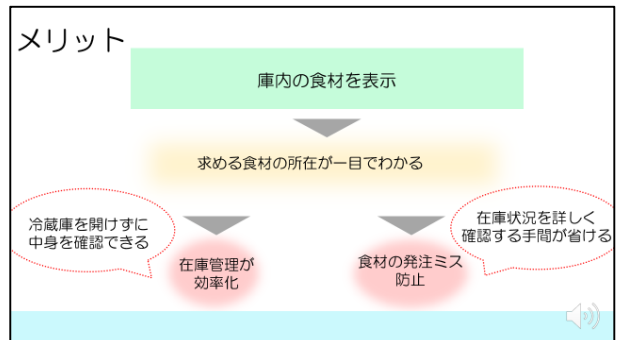 メリット
庫内の食材を表示
求める食材の所在が一目でわかる
冷蔵庫を開けずに
中身を確認できる
在庫管理が
効率化
食材の発注ミス
防止
在庫状況を詳しく
確認する手間が省ける